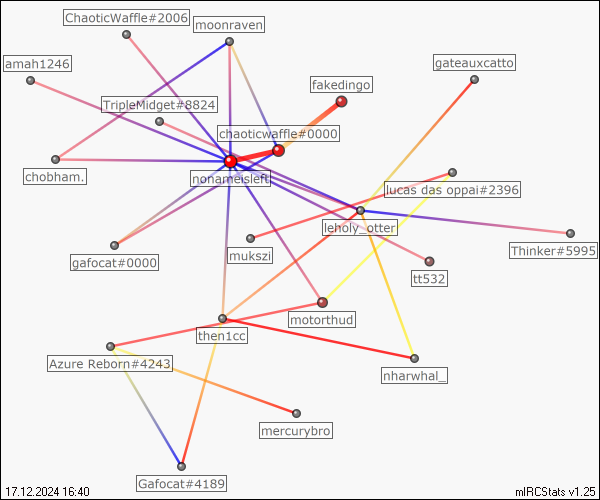 ChaoticWaffle#2006
moonraven
amah1246
gateauxcatto
fakedingo
TripleMidget#8824
chaoticwaffle#0000
chobham.
nonameisleft
lucas das oppai#2396
leholy_otter
Thinker#5995
mukszi
gafocat#0000
tt532
motorthud
then1cc
Azure Reborn#4243
nharwhal_
mercurybro
Gafocat#4189
17.12.2024 16:40
mIRCStats v1.25